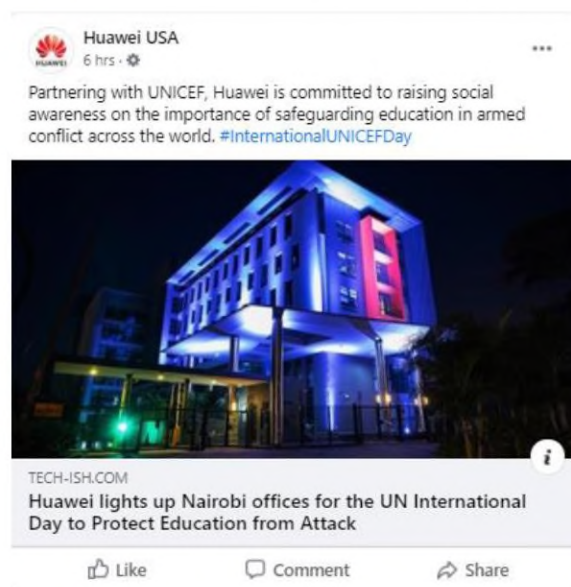 Huawei USA
HUAWEI
6 hrs ·
Partnering with UNICEF, Huawei is committed to raising social
awareness on the importance of safeguarding education in armed
conflict across the world. #InternationalUNICEFDay
i
TECH-ISH.COM
Huawei lights up Nairobi offices for the UN International
Day to Protect Education from Attack
Like Comment Share